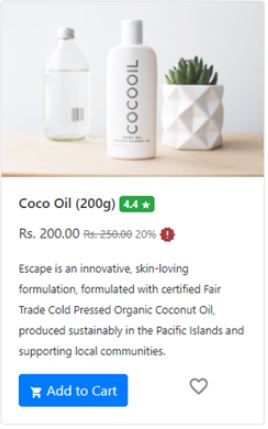 COCOOIL
Coco Oil (200g) 4.4 ★
Rs. 200.00 Rs. 250.00 20%
Escape is an innovative, skin-loving
formulation, formulated with certified Fair
Trade Cold Pressed Organic Coconut Oil,
produced sustainably in the Pacific Islands and
supporting local communities.
Add to Cart